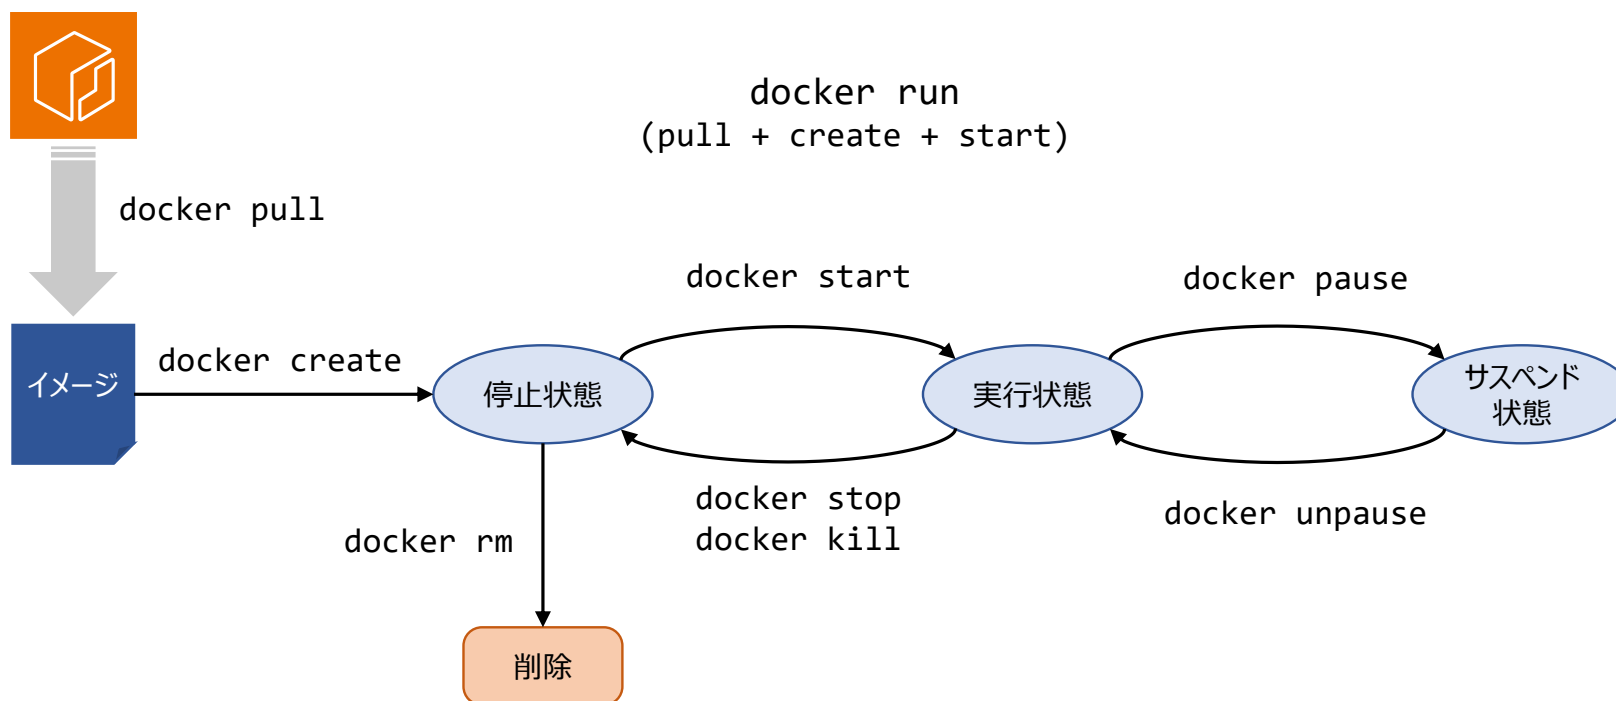 docker run
(pull + create + start)
docker pull
docker start
docker pause
イメージ
docker create
停止状態
実行状態
サスペンド
状態
docker stop
docker kill
docker unpause
docker rm
削除